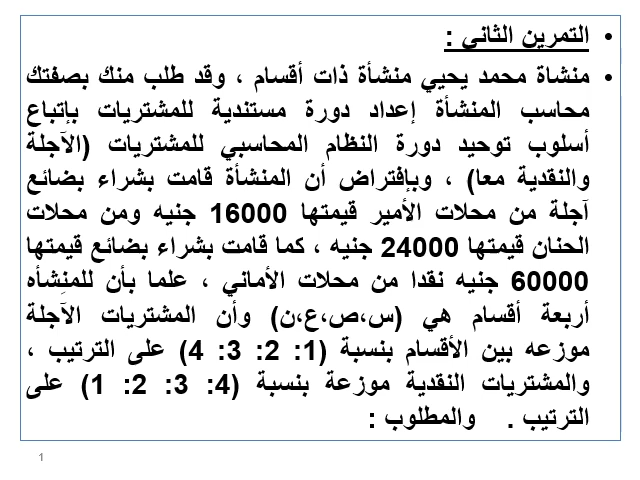 • التمرين الثاني :
• منشاة محمد يحيي منشأة ذات أقسام ، وقد طلب منك بصفتك
محاسب المنشأة إعداد دورة مستندية للمشتريات بإتباع
أسلوب توحيد دورة النظام المحاسبي للمشتريات (الآجلة
والنقدية معا) ، وبإفتراض أن المنشأة قامت بشراء بضائع
آجلة من محلات الأمير قيمتها 16000 جنيه ومن محلات
الحنان قيمتها 24000 جنيه ، كما قامت بشراء بضائع قيمتها
60000 جنيه نقدا من محلات الأماني ، علما بأن للمنشأه
أربعة أقسام هي (س،ص،ع،ن) وأن المشتريات الآجلة
موزعه بين الأقسام بنسبة (1: 2: 3: 4) على الترتيب ،
والمشتريات النقدية موزعة بنسبة (4: 3: 2: 1) على
الترتيب . والمطلوب :
1